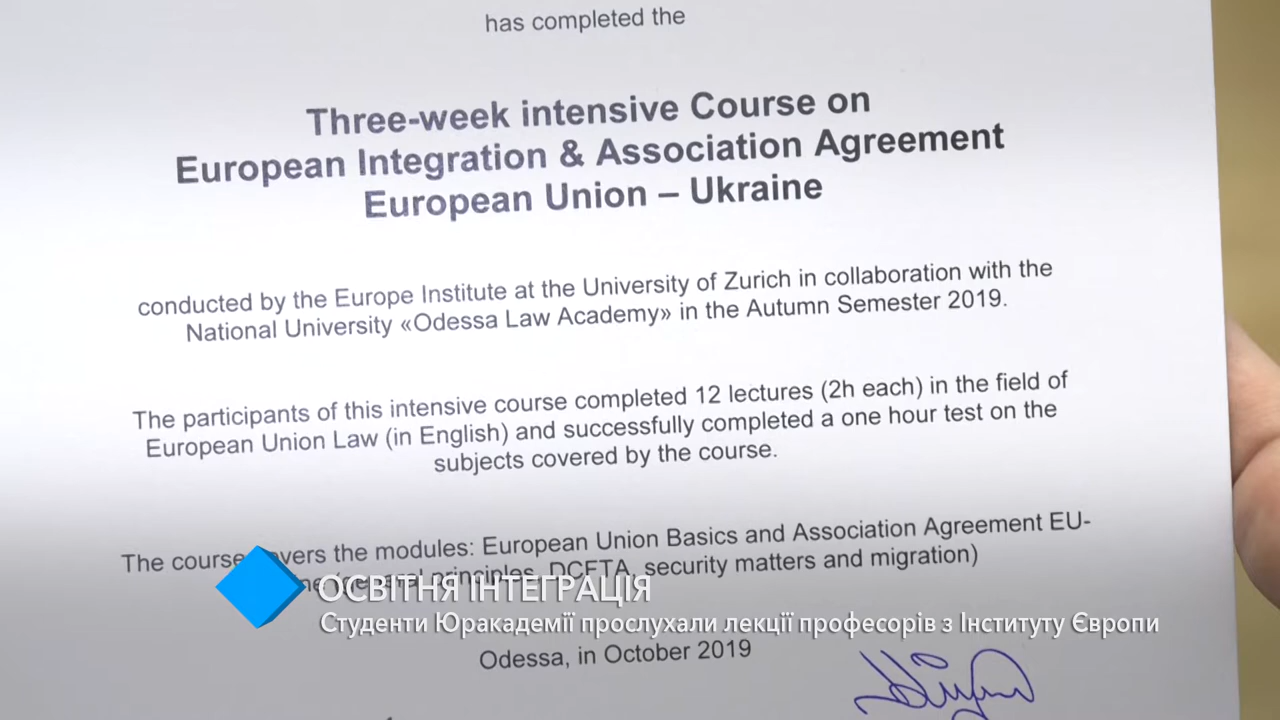 has completed the
Three-week intensive Course on
European Integration & Association Agreement
European Union – Ukraine
conducted by the Europe Institute at the University of Zurich in collaboration with the
National University «Odessa Law Academy» in the Autumn Semester 2019.
The participants of this intensive course completed 12 lectures (2h each) in the field of
European Union Law (in English) and successfully completed a one hour test on the
subjects covered by the course.
The course covers the modules: European Union Basics and Association Agreement EU-
principles, DCFTA, security matters and migration)
ОСВІТНЯ ІНТЕГРАЦІЯ
Студенти Юракадемії прослухали лекції професорів з Інституту Європи
Odessa, in October 2019